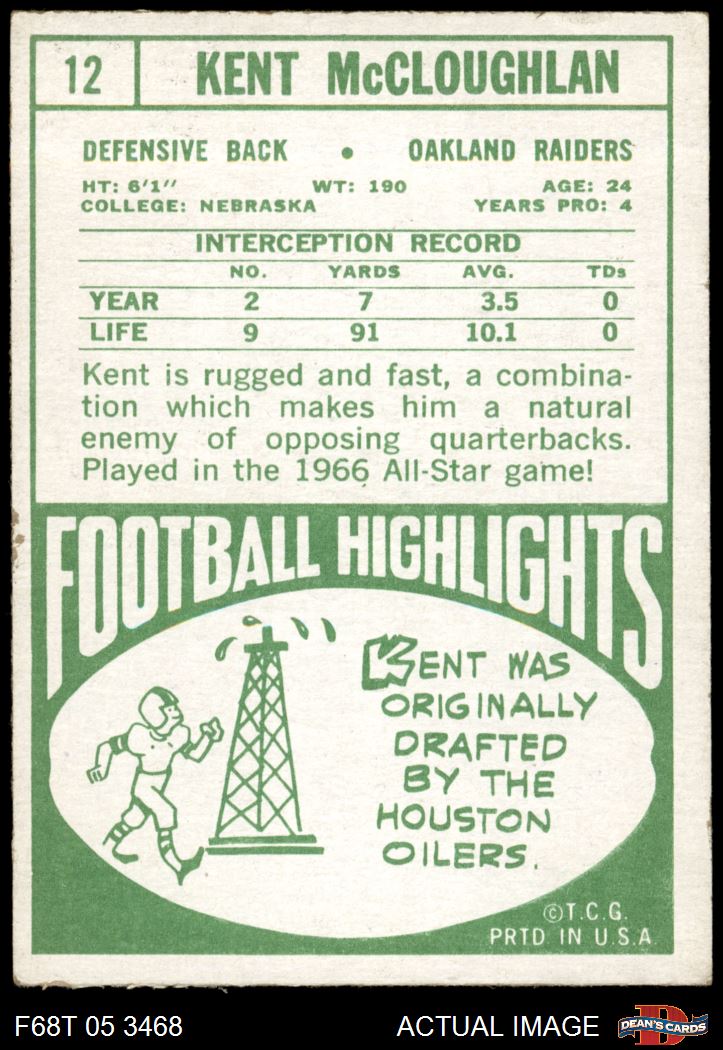 12 KENT McCLOUGHLAN
DEFENSIVE BACK • OAKLAND RAIDERS
HT: 6'1" WT: 190 AGE: 24
COLLEGE: NEBRASKA YEARS PRO: 4
INTERCEPTION RECORD
NO. YARDS AVG. TDs
YEAR 2 7 3.5 0
LIFE 9 91 10.1 0
Kent is rugged and fast, a combina-
tion which makes him a natural
enemy of opposing quarterbacks.
Played in the 1966 All-Star game!
FOOTBALL HIGHLIGHTS
KENT WAS
ORIGINALLY
DRAFTED
BY THE
HOUSTON
OILERS.
©T.C.G.
PRTD IN U.S.A.
F68T 05 3468 ACTUAL IMAGE D DEAN'S CARDS